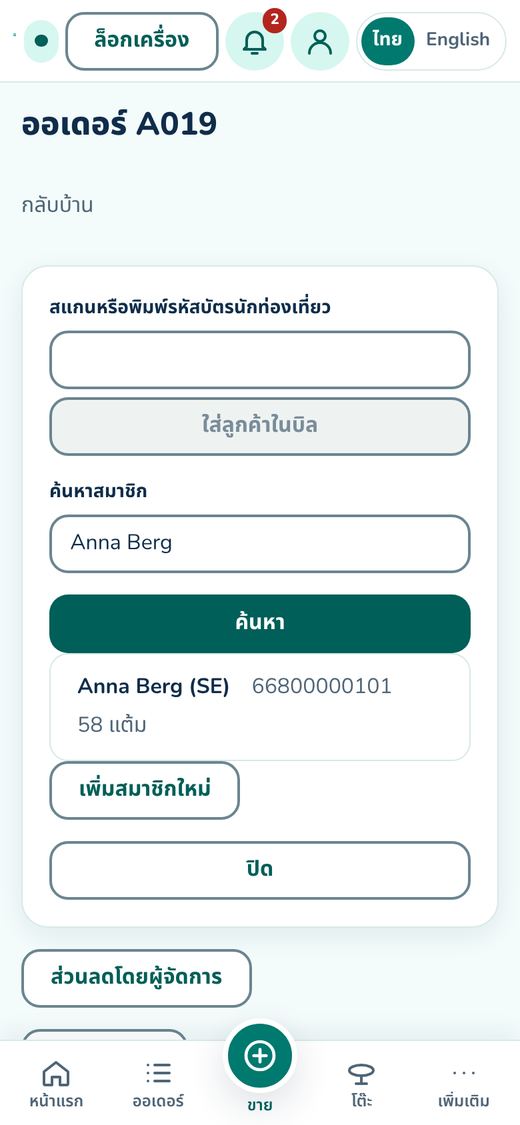 ล็อกเครื่อง
2
ไทย English
ออเดอร์ A019
กลับบ้าน
สแกนหรือพิมพ์รหัสบัตรนักท่องเที่ยว
ใส่ลูกค้าในบิล
ค้นหาสมาชิก
Anna Berg
ค้นหา
Anna Berg (SE) 66800000101
58 แต้ม
เพิ่มสมาชิกใหม่
ปิด
ส่วนลดโดยผู้จัดการ
หน้าแรก ออเดอร์ ขาย โต๊ะ เพิ่มเติม